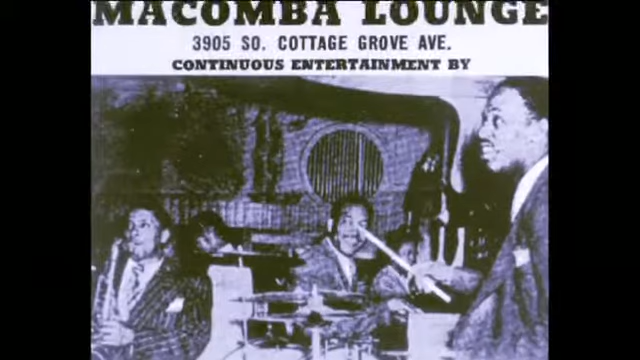 MACOMBA LOUNGE
3905 SO. COTTAGE GROVE AVE.
CONTINUOUS ENTERTAINMENT BY